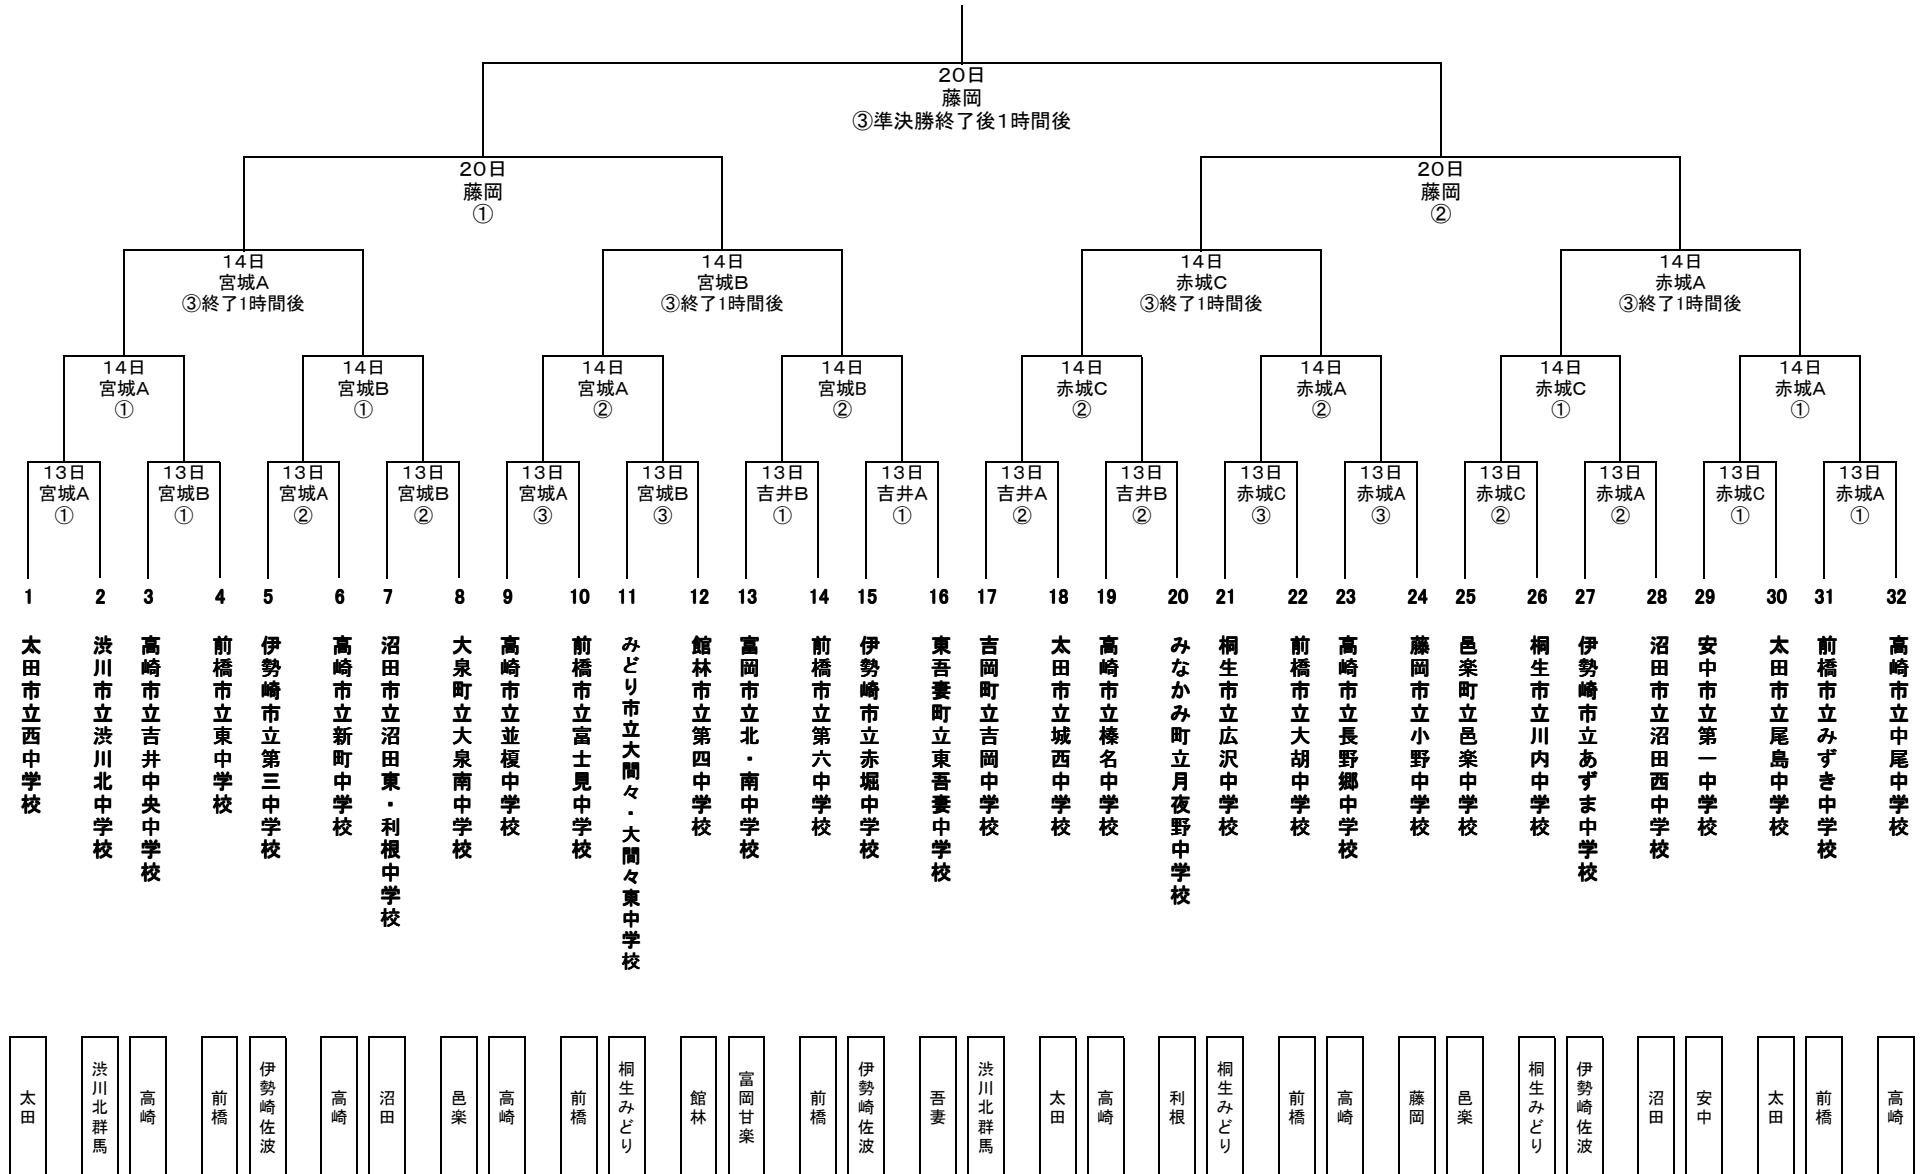 20日
藤岡
③準決勝終了後1時間後
20日
藤岡
①
20日
藤岡
②
14日
宮城A
③終了1時間後
14日
宮城B
③終了1時間後
14日
赤城C
③終了1時間後
14日
赤城A
③終了1時間後
14日
宮城A
①
14日
宮城B
①
14日
宮城A
②
14日
宮城B
②
14日
赤城C
②
14日
赤城A
②
14日
赤城C
①
14日
赤城A
①
13日
宮城A
①
13日
宮城B
①
13日
宮城A
②
13日
宮城B
②
13日
宮城A
③
13日
宮城B
③
13日
吉井B
①
13日
吉井A
①
13日
吉井A
②
13日
吉井B
②
13日
赤城C
③
13日
赤城A
③
13日
赤城C
②
13日
赤城A
②
13日
赤城C
①
13日
赤城A
①
1 2 3 4 5 6 7 8 9 10 11 12 13 14 15 16 17 18 19 20 21 22 23 24 25 26 27 28 29 30 31 32
太田市立西中学校
渋川市立渋川北中学校
高崎市立吉井中央中学校
前橋市立東中学校
伊勢崎市立第三中学校
高崎市立新町中学校
沼田市立沼田東・利根中学校
大泉町立大泉南中学校
高崎市立並榎中学校
前橋市立富士見中学校
みどり市立大間々・大間々東中学校
館林市立第四中学校
富岡市立北・南中学校
前橋市立第六中学校
伊勢崎市立赤堀中学校
東吾妻町立東吾妻中学校
吉岡町立吉岡中学校
太田市立城西中学校
高崎市立榛名中学校
みなかみ町立月夜野中学校
桐生市立広沢中学校
前橋市立大胡中学校
高崎市立長野郷中学校
藤岡市立小野中学校
邑楽町立邑楽中学校
桐生市立川内中学校
伊勢崎市立あずま中学校
沼田市立沼田西中学校
安中市立第一中学校
太田市立尾島中学校
前橋市立みずき中学校
高崎市立中尾中学校
太田
渋川北群馬
高崎
前橋
伊勢崎佐波
高崎
沼田
邑楽
高崎
前橋
桐生みどり
館林
富岡甘楽
前橋
伊勢崎佐波
吾妻
渋川北群馬
太田
高崎
利根
桐生みどり
前橋
高崎
藤岡
邑楽
桐生みどり
伊勢崎佐波
沼田
安中
太田
前橋
高崎